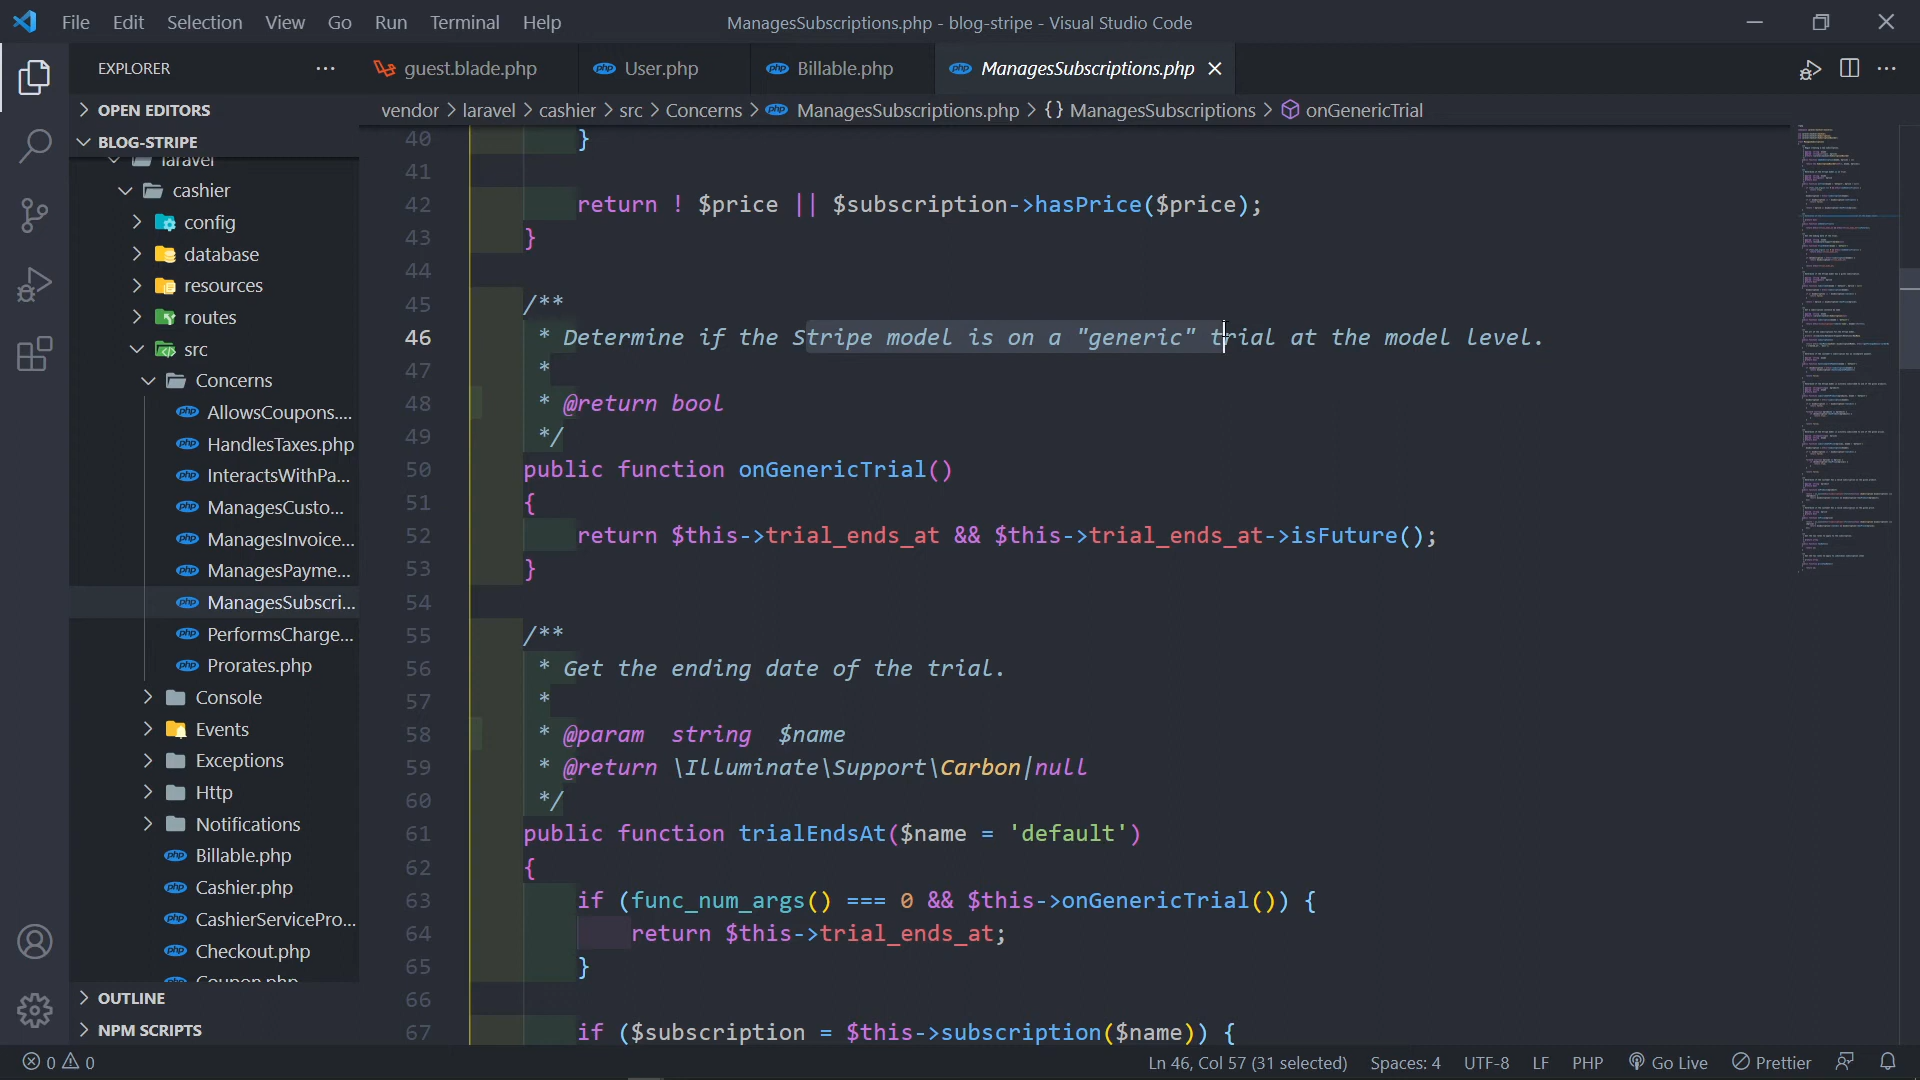 File Edit Selection View Go Run Terminal Help
ManagesSubscriptions.php - blog-stripe - Visual Studio Code
EXPLORER
guest.blade.php
User.php
Billable.php
ManagesSubscriptions.php
OPEN EDITORS
vendor > laravel > cashier > src > Concerns > ManagesSubscriptions.php > {} ManagesSubscriptions > onGenericTrial
BLOG-STRIPE
laravel
cashier
config
database
resources
routes
src
Concerns
AllowsCoupons....
HandlesTaxes.php
InteractsWithPa...
ManagesCusto...
ManagesInvoice...
ManagesPayme...
ManagesSubscri...
PerformsCharge...
Prorates.php
Console
Events
Exceptions
Http
Notifications
Billable.php
Cashier.php
CashierServicePro...
Checkout.php
Coupon.php
OUTLINE
NPM SCRIPTS
40 }
41
42 return ! $price || $subscription->hasPrice($price);
43 }
44
45 /**
46 * Determine if the Stripe model is on a "generic" trial at the model level.
47 *
48 * @return bool
49 */
50 public function onGenericTrial()
51 {
52 return $this->trial_ends_at && $this->trial_ends_at->isFuture();
53 }
54
55 /**
56 * Get the ending date of the trial.
57 *
58 * @param  string  $name
59 * @return \Illuminate\Support\Carbon|null
60 */
61 public function trialEndsAt($name = 'default')
62 {
63 if (func_num_args() === 0 && $this->onGenericTrial()) {
64 return $this->trial_ends_at;
65 }
66
67 if ($subscription = $this->subscription($name)) {
0 0
Ln 46, Col 57 (31 selected) Spaces: 4 UTF-8 LF PHP Go Live Prettier